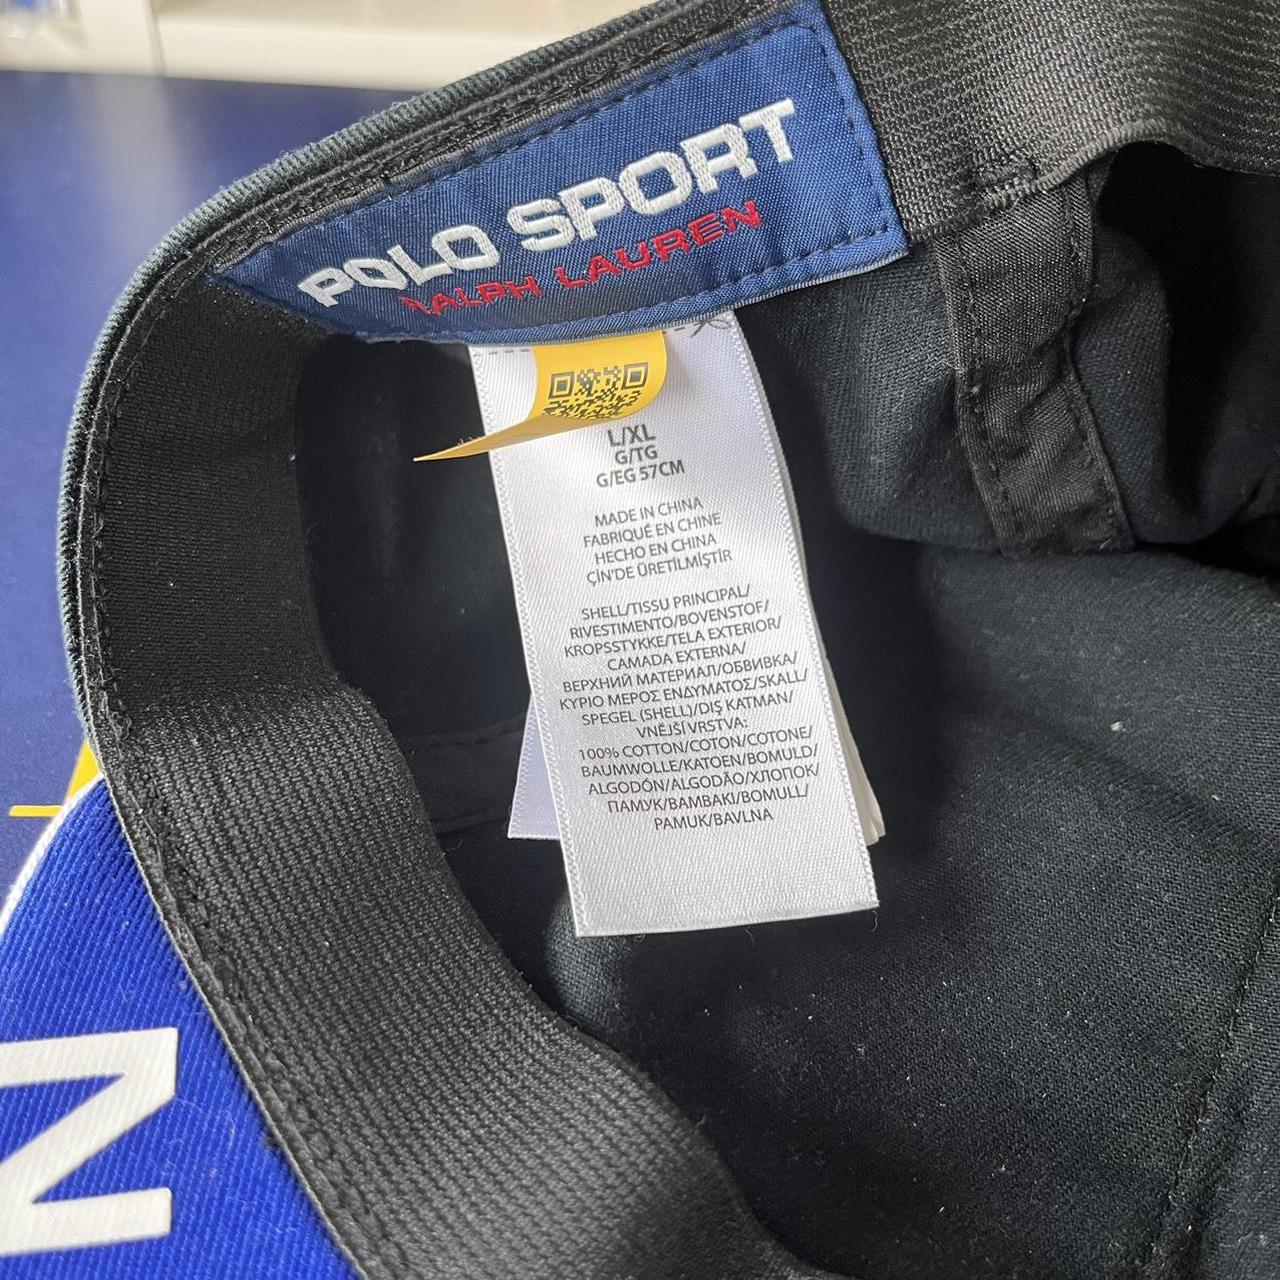 POLO SPORT
RALPH LAUREN
L/XL
G/TG
G/EG 57CM
MADE IN CHINA
FABRIQUÉ EN CHINE
HECHO EN CHINA
ÇİN'DE ÜRETİLMİŞTİR
SHELL/TISSU PRINCIPAL/
RIVESTIMENTO/BOVENSTOF/
KROPSSTYKKE/TELA EXTERIOR/
CAMADA EXTERNA/
ВЕРХНИЙ МАТЕРИАЛ/ОБВИВКА/
ΚΥΡΙΟ ΜΕΡΟΣ ΕΝΔΥΜΑΤΟΣ/SKALL/
SPEGEL (SHELL)/DIŞ KATMAN/
VNĚJŠÍ VRSTVA:
100% COTTON/COTON/COTONE/
BAUMWOLLE/KATOEN/BOMULD/
ALGODÓN/ALGODÃO/ХЛОПОК/
ПАМУК/ΒΑΜΒΑΚΙ/BOMULL/
PAMUK/BAVLNA
N